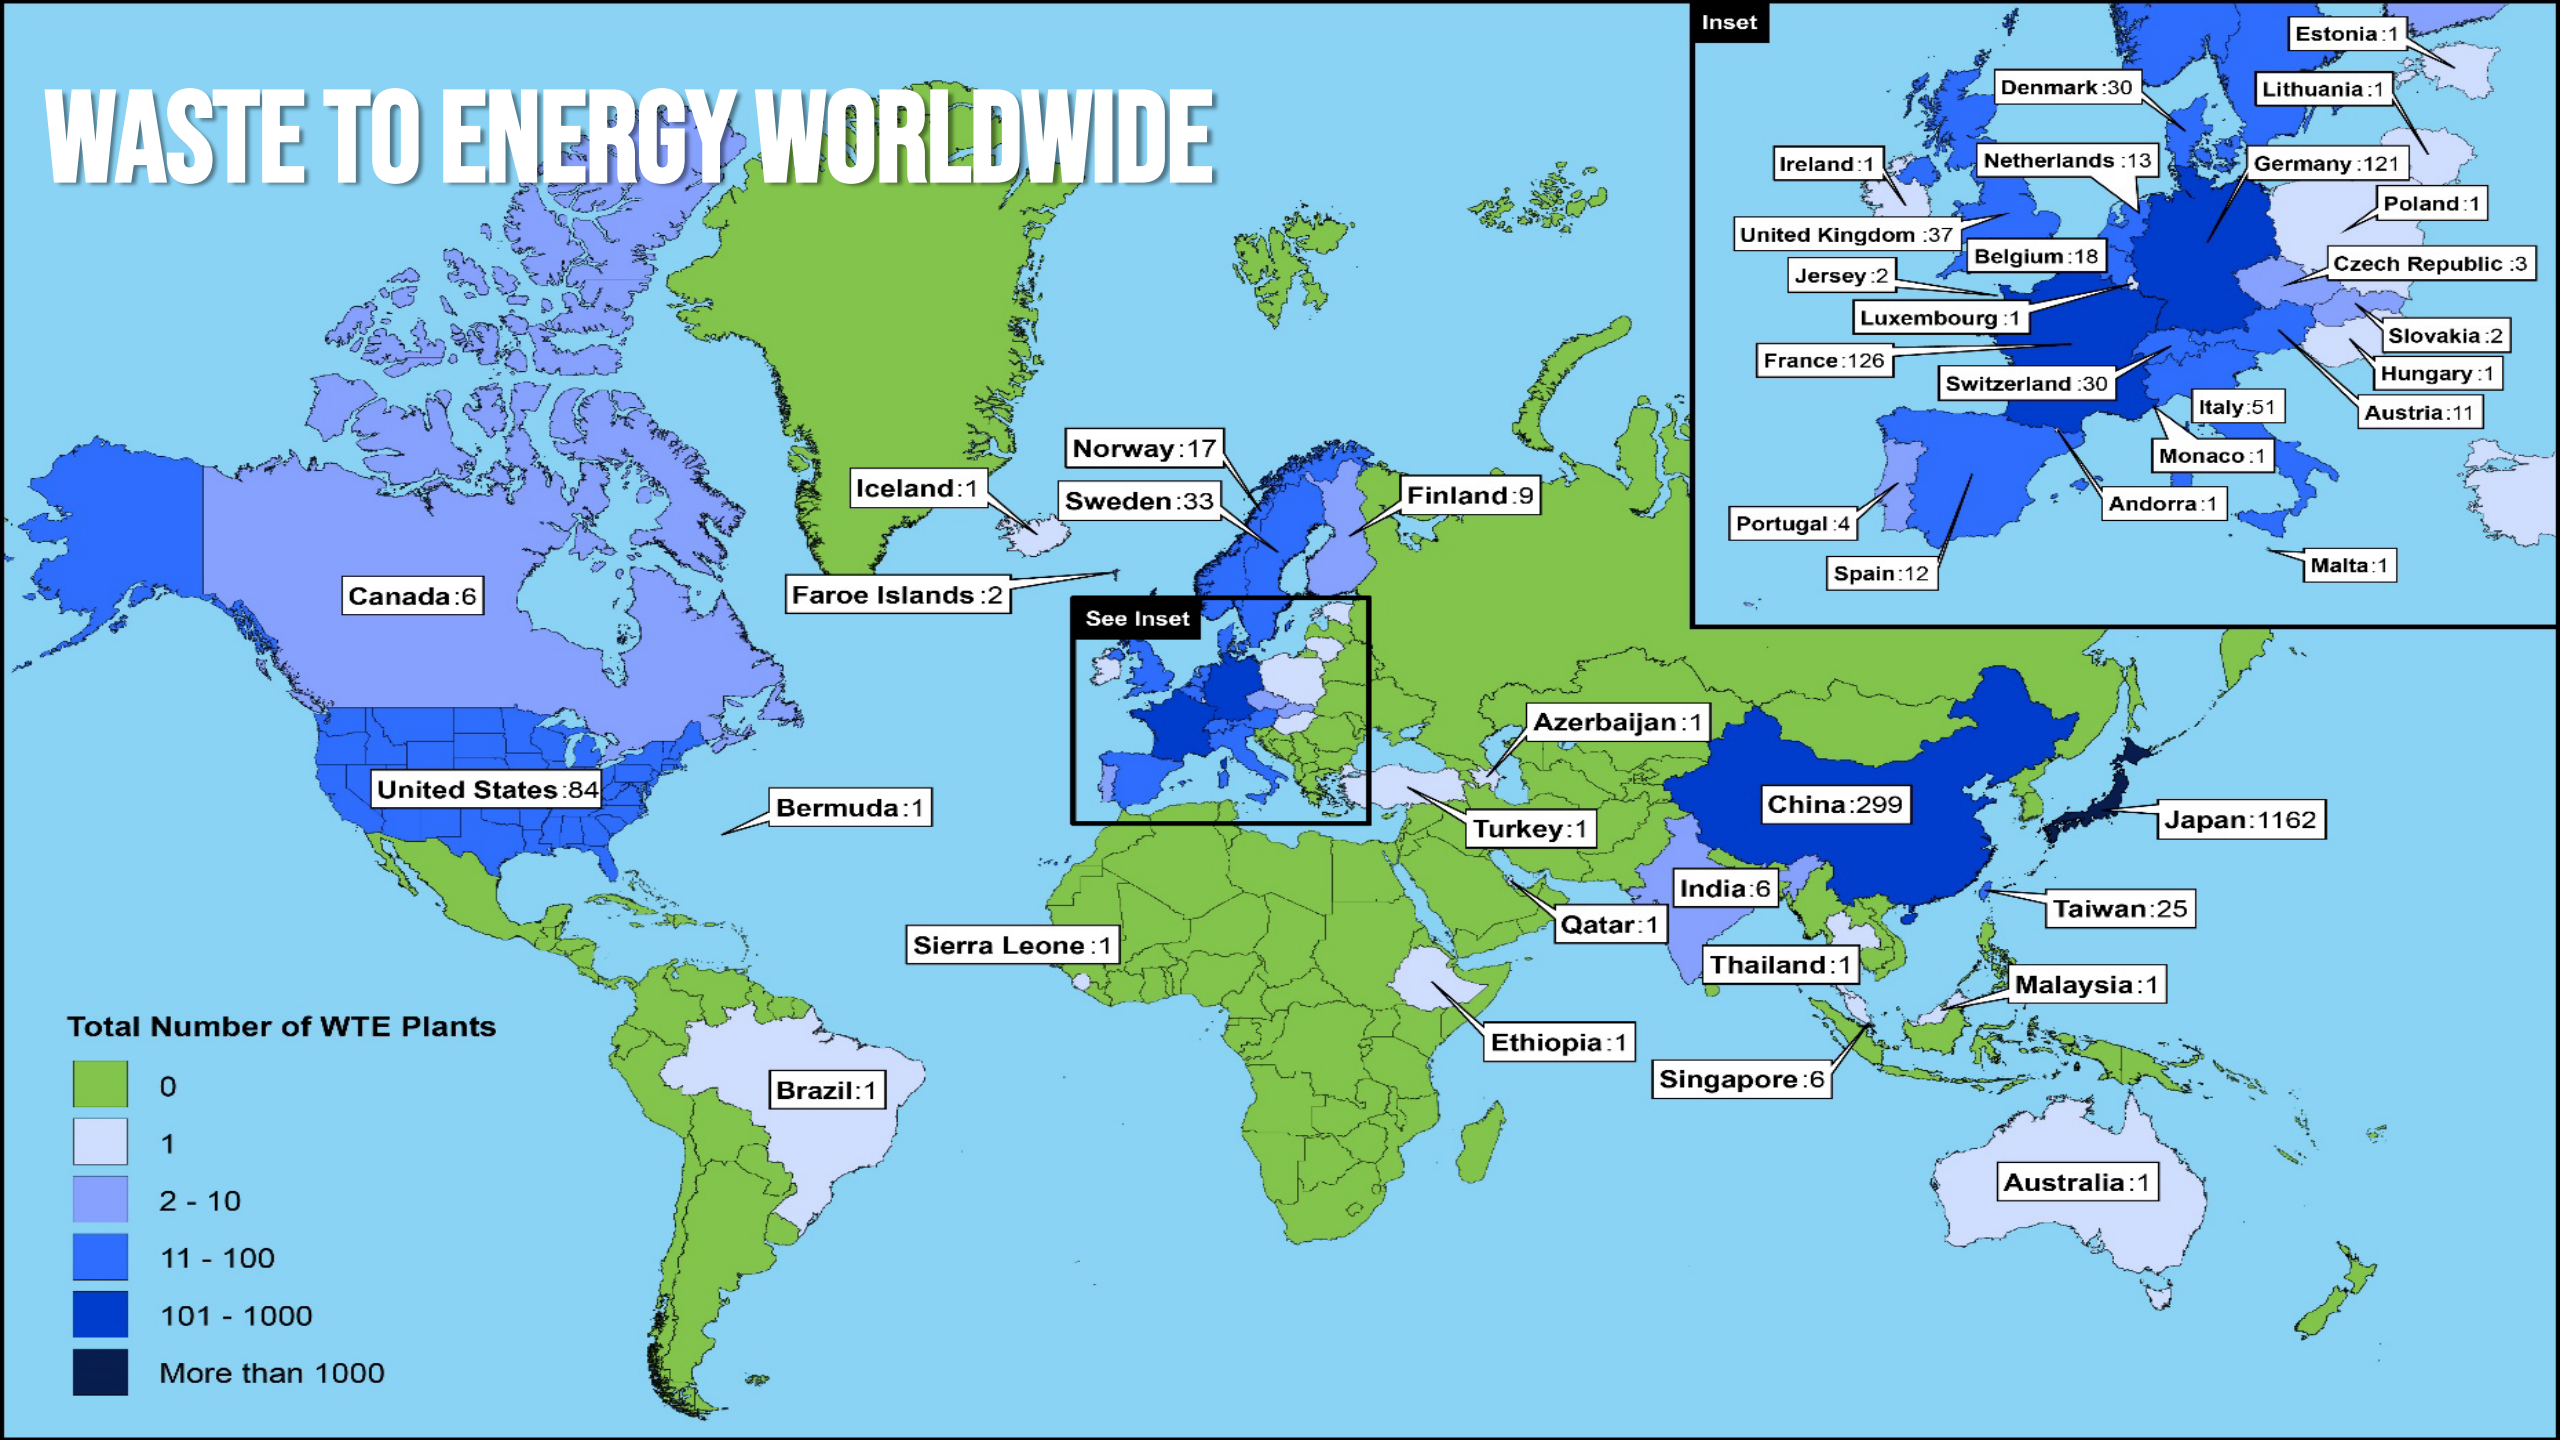 WASTE TO ENERGY WORLDWIDE
Inset
Estonia:1
Denmark:30
Lithuania:1
Ireland:1
Netherlands:13
Germany:121
Poland:1
United Kingdom:37
Belgium:18
Czech Republic:3
Jersey:2
Luxembourg:1
Slovakia:2
France:126
Switzerland:30
Hungary:1
Italy:51
Austria:11
Monaco:1
Andorra:1
Portugal:4
Spain:12
Malta:1
Norway:17
Iceland:1
Sweden:33
Finland:9
Faroe Islands:2
Canada:6
See Inset
Azerbaijan:1
United States:84
Bermuda:1
China:299
Turkey:1
Japan:1162
India:6
Taiwan:25
Qatar:1
Sierra Leone:1
Thailand:1
Malaysia:1
Ethiopia:1
Singapore:6
Brazil:1
Australia:1
Total Number of WTE Plants
0
1
2 - 10
11 - 100
101 - 1000
More than 1000